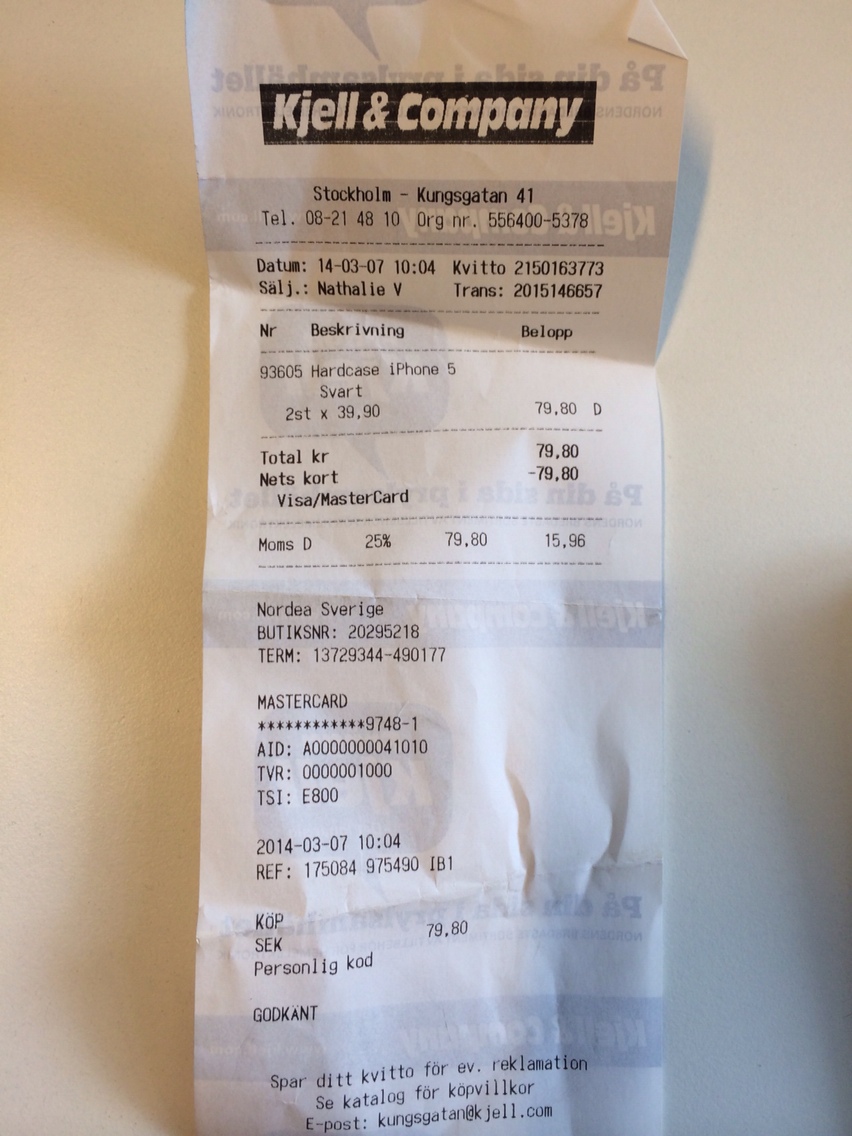 Kjell & Company
Stockholm - Kungsgatan 41
Tel. 08-21 48 10 Org nr. 556400-5378
Datum: 14-03-07 10:04 Kvitto 2150163773
Sälj.: Nathalie V Trans: 2015146657
Nr Beskrivning Belopp
93605 Hardcase iPhone 5
Svart
2st x 39,90 79,80 D
Total kr 79,80
Nets kort -79,80
Visa/MasterCard
Moms D 25% 79,80 15,96
Nordea Sverige
BUTIKSNR: 20295218
TERM: 13729344-490177
MASTERCARD
************9748-1
AID: A0000000041010
TVR: 0000001000
TSI: E800
2014-03-07 10:04
REF: 175084 975490 IB1
KÖP
SEK 79,80
Personlig kod
GODKÄNT
Spar ditt kvitto för ev. reklamation
Se katalog för köpvillkor
E-post: kungsgatan@kjell.com